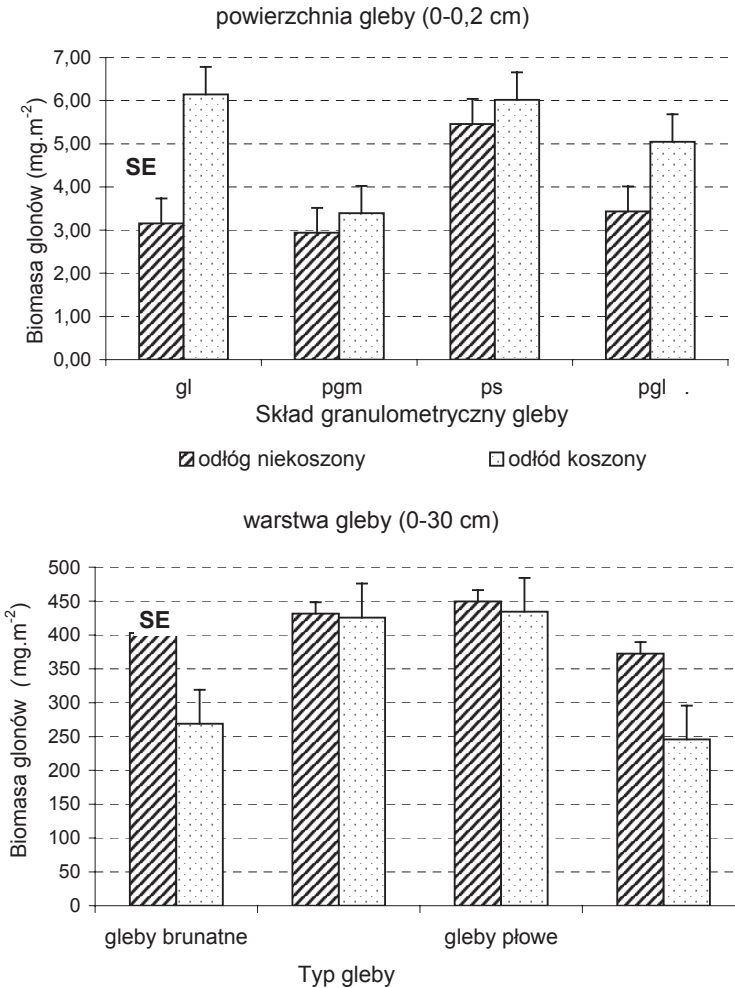 powierzchnia gleby (0-0,2 cm)
Biomasa glonów (mg.m-2)
7,00
6,00
5,00
4,00
3,00
2,00
1,00
0,00
SE
gl pgm ps pgl .
Skład granulometryczny gleby
odłóg niekoszony odłód koszony
warstwa gleby (0-30 cm)
Biomasa glonów ( mg.m-2)
500
450
400
350
300
250
200
150
100
50
0
SE
gleby brunatne gleby płowe
Typ gleby